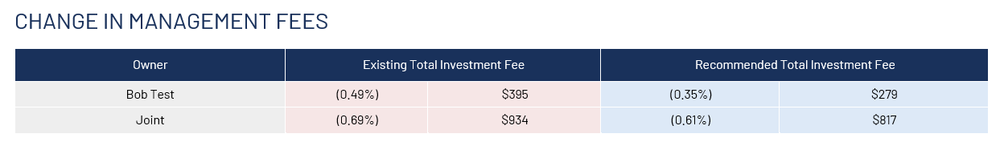 CHANGE IN MANAGEMENT FEES
Owner Existing Total Investment Fee Recommended Total Investment Fee
Bob Test (0.49%) $395 (0.35%) $279
Joint (0.69%) $934 (0.61%) $817